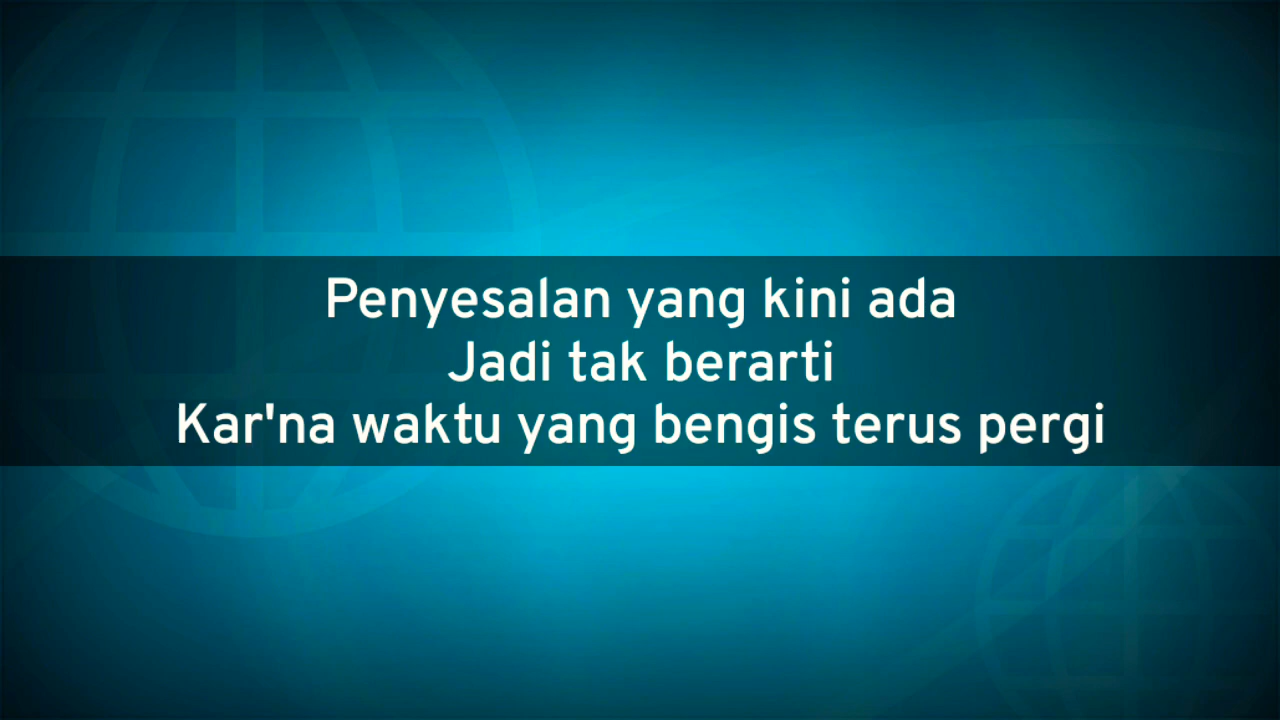 Penyesalan yang kini ada
Jadi tak berarti
Kar'na waktu yang bengis terus pergi